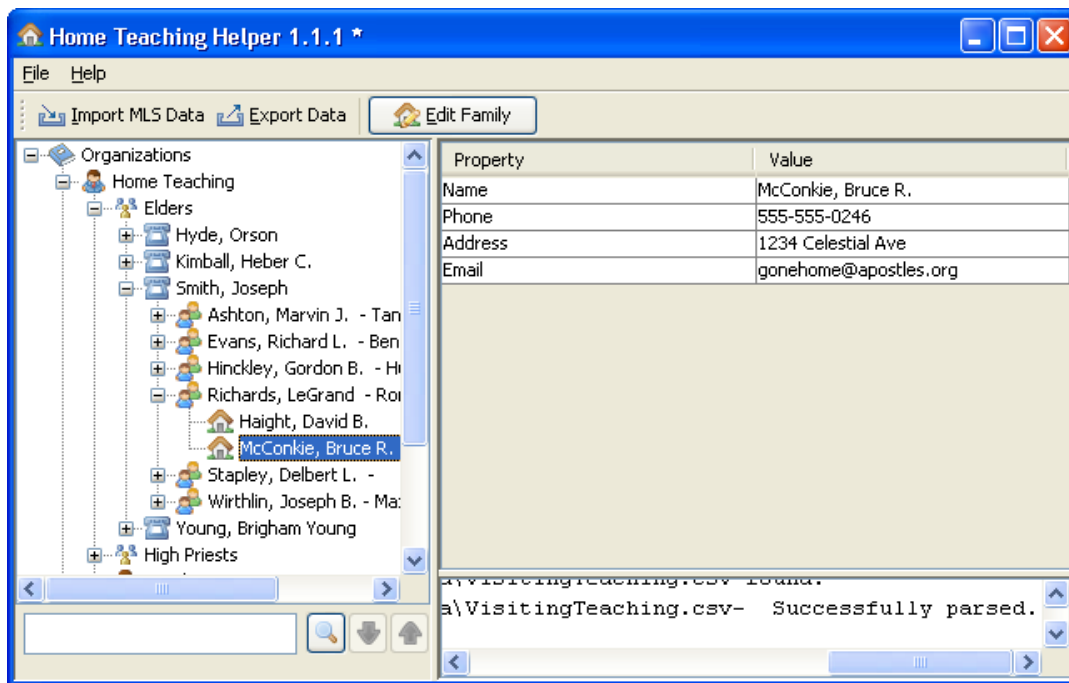 Home Teaching Helper 1.1.1 *
File Help
Import MLS Data Export Data Edit Family
Organizations
Home Teaching
Elders
Hyde, Orson
Kimball, Heber C.
Smith, Joseph
Ashton, Marvin J. - Tan
Evans, Richard L. - Ben
Hinckley, Gordon B. - H
Richards, LeGrand - Ro
Haight, David B.
McConkie, Bruce R.
Stapley, Delbert L. -
Wirthlin, Joseph B. - Ma
Young, Brigham Young
High Priests
Property Value
Name McConkie, Bruce R.
Phone 555-555-0246
Address 1234 Celestial Ave
Email gonehome@apostles.org
a\VisitingTeaching.csv found.
a\VisitingTeaching.csv- Successfully parsed.